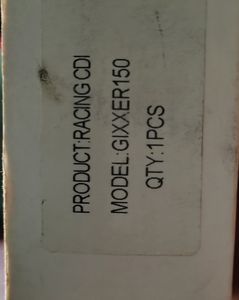 PRODUCT:RACING CDI
MODEL:GIXXER150
QTY:1PCS